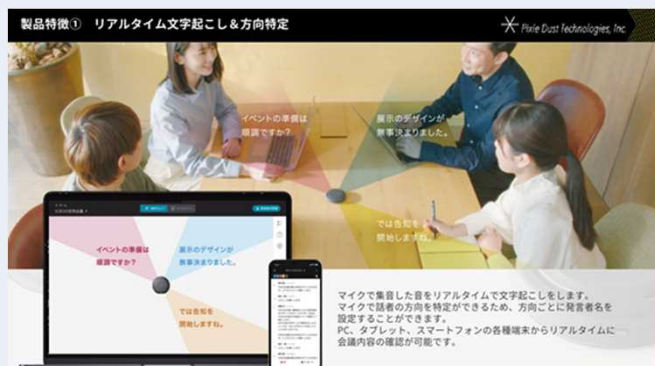 製品特徴① リアルタイム文字起こし＆方向特定
Pixie Dust Technologies, Inc.
イベントの準備は
順調ですか？
展示のデザインが
無事決まりました。
では告知を
開始しますね。
イベントの準備は
順調ですか？
展示のデザインが
無事決まりました。
では告知を
開始しますね。
マイクで集音した音をリアルタイムで文字起こしをします。
マイクで話者の方向を特定ができるため、方向ごとに発言者名を
設定することができます。
PC、タブレット、スマートフォンの各種端末からリアルタイムに
会議内容の確認が可能です。